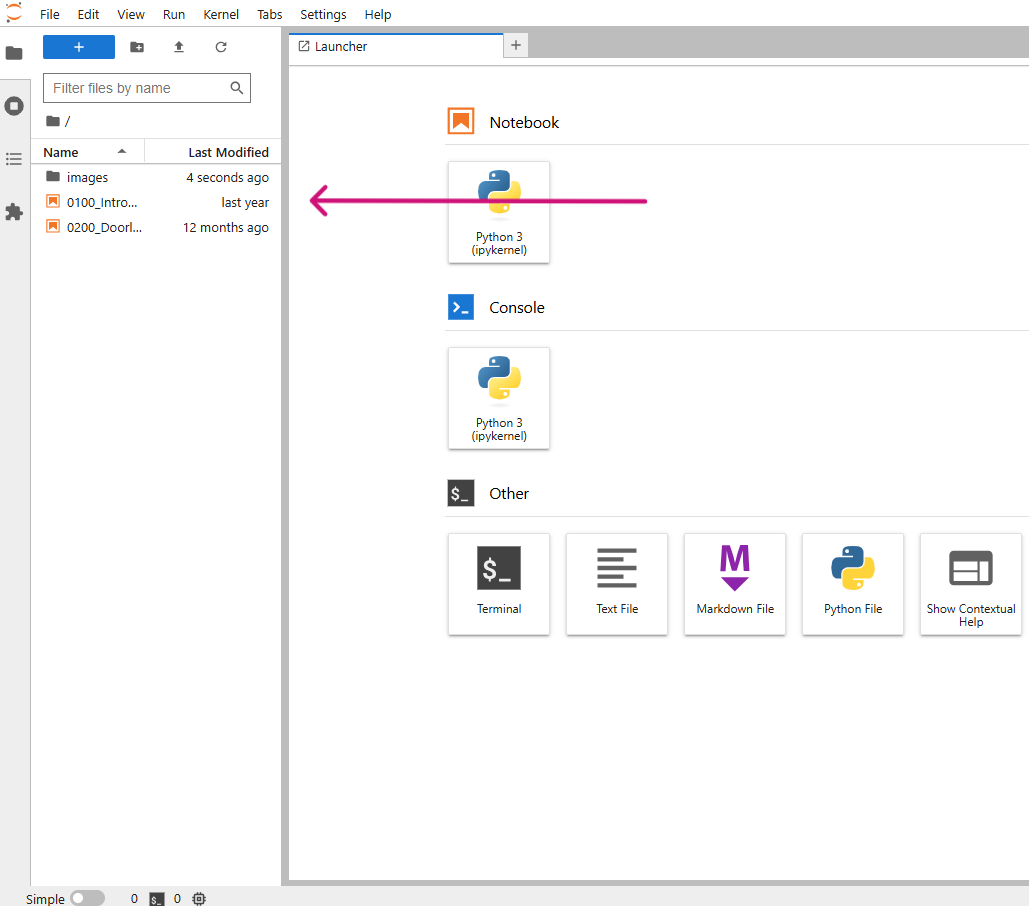 File Edit View Run Kernel Tabs Settings Help
+
Launcher +
Filter files by name
/
Name Last Modified
images 4 seconds ago
0100_Intro... last year
0200_Doorl... 12 months ago
Notebook
Python 3
(ipykernel)
Console
Python 3
(ipykernel)
$_ Other
$_
Terminal
Text File
M
Markdown File
Python File
Show Contextual
Help
Simple 0 $_ 0